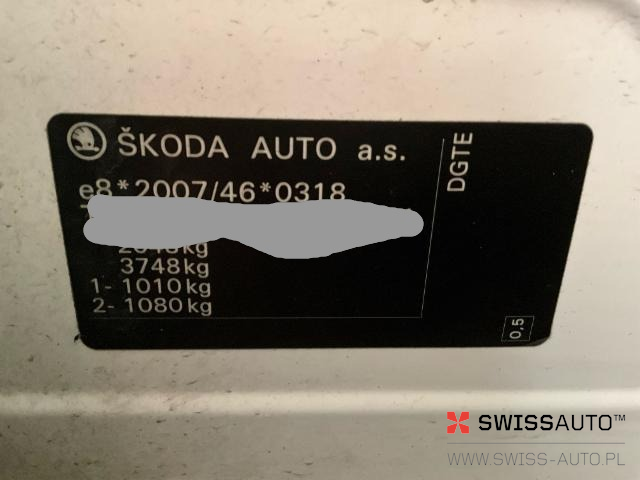 ŠKODA AUTO a.s.
e8*2007/46*0318
3748kg
1- 1010kg
2- 1080kg
DGTE
0,5
SWISSAUTO™
WWW.SWISS-AUTO.PL